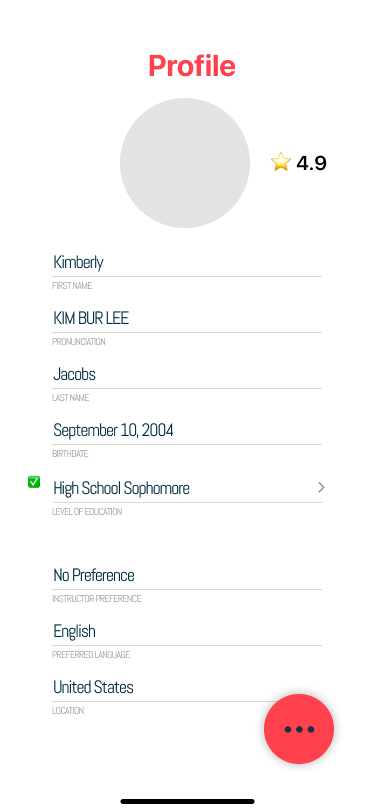 Profile
4.9
Kimberly
FIRST NAME
KIM BUR LEE
PRONUNCIATION
Jacobs
LAST NAME
September 10, 2004
BIRTHDATE
High School Sophomore
LEVEL OF EDUCATION
No Preference
INSTRUCTOR PREFERENCE
English
PREFERRED LANGUAGE
United States
LOCATION